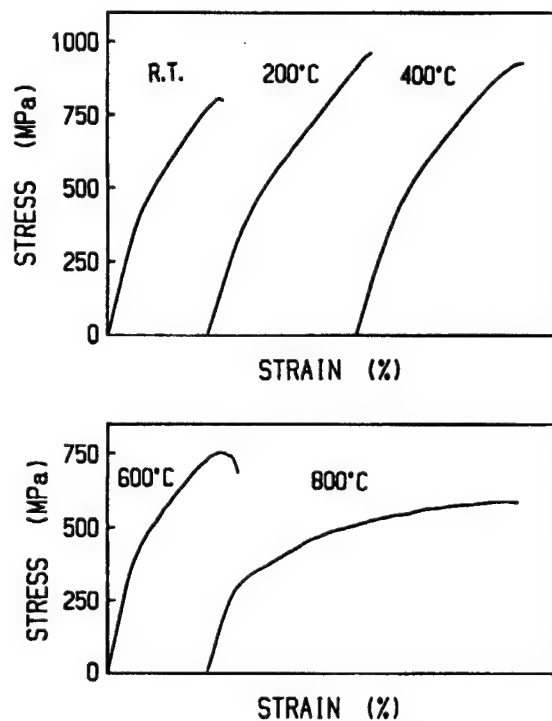 1000
R.T.
200°C
400°C
750
500
250
0
STRESS (MPa)
STRAIN (%)
750
600°C
800°C
500
250
0
STRESS (MPa)
STRAIN (%)